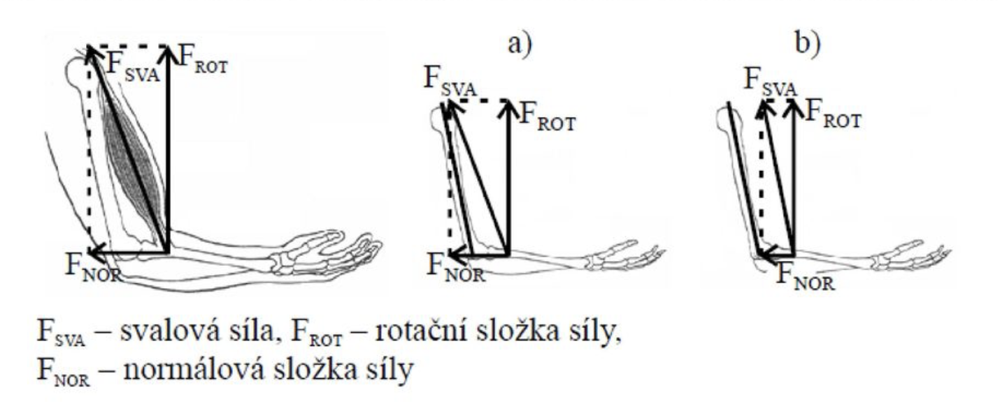 a)
b)
F_SVA
F_ROT
F_NOR
F_SVA
F_ROT
F_NOR
F_SVA
F_ROT
F_NOR
F_SVA – svalová síla, F_ROT – rotační složka síly,
F_NOR – normálová složka síly